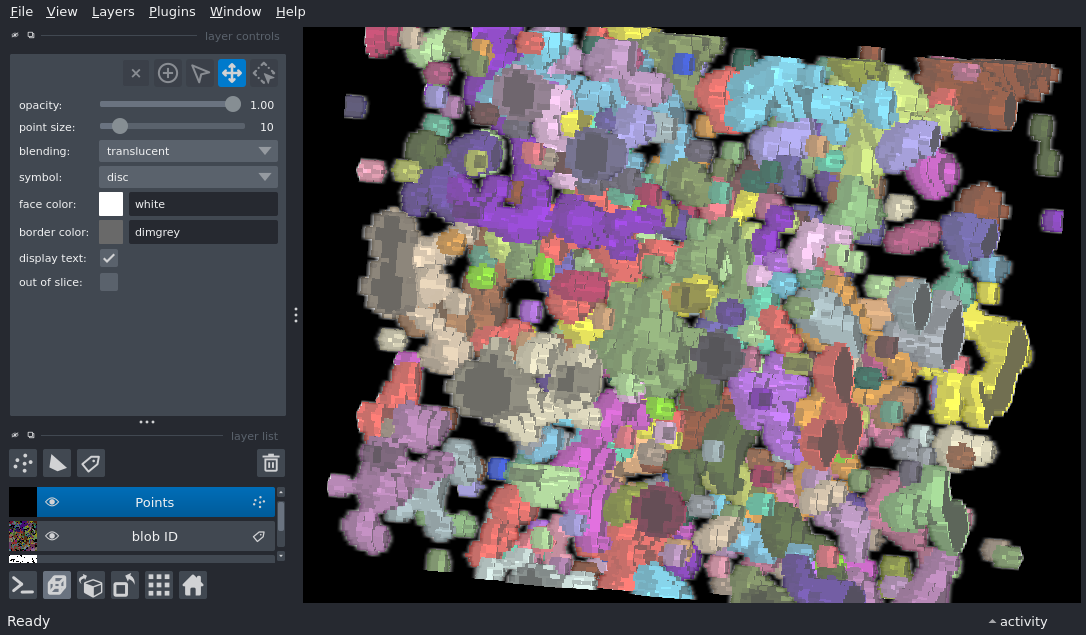 File View Layers Plugins Window Help
layer controls
opacity: 1.00
point size: 10
blending: translucent
symbol: disc
face color: white
border color: dimgrey
display text:
out of slice:
layer list
Points
blob ID
Ready
activity